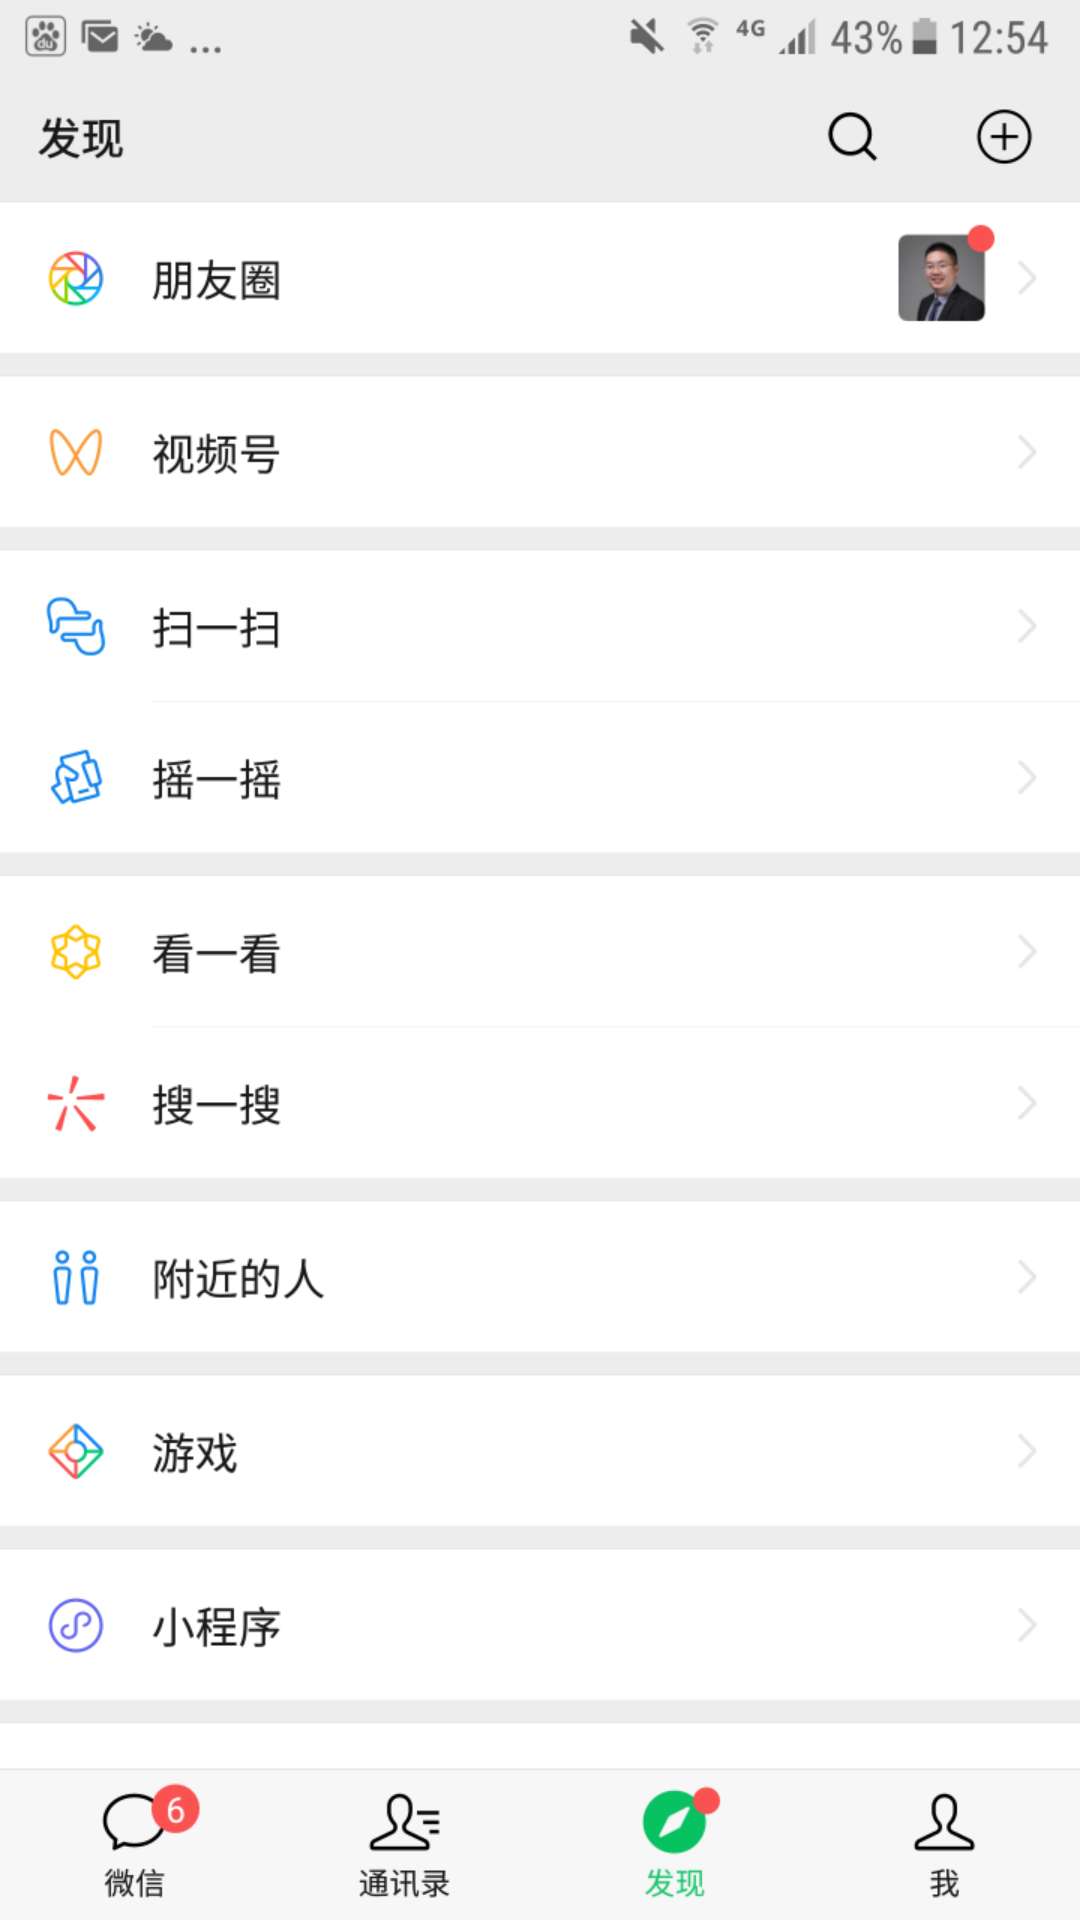 du ... 4G 43% 12:54
发现
朋友圈
视频号
扫一扫
摇一摇
看一看
搜一搜
附近的人
游戏
小程序
6
微信 通讯录 发现 我